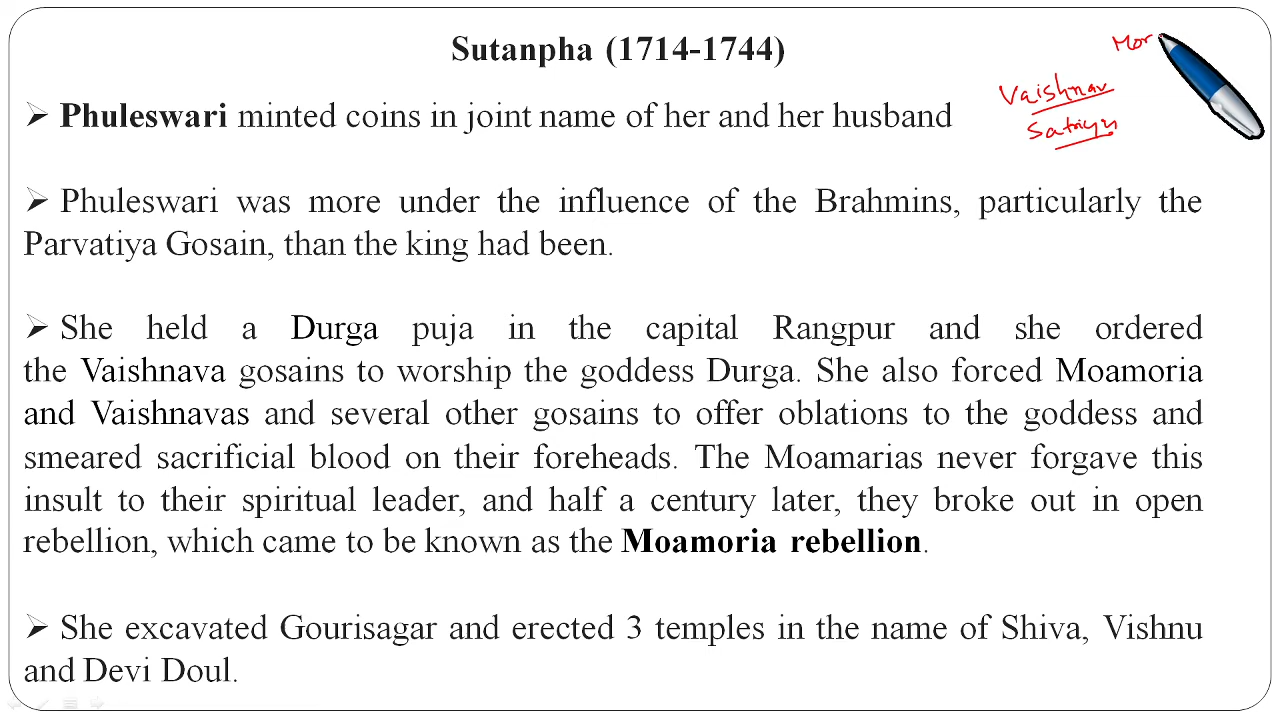 Sutanpha (1714-1744)
Mor
Vaishnav
➢ Phuleswari minted coins in joint name of her and her husband
➢ Phuleswari was more under the influence of the Brahmins, particularly the
Parvatiya Gosain, than the king had been.
➢ She held a Durga puja in the capital Rangpur and she ordered
the Vaishnava gosains to worship the goddess Durga. She also forced Moamoria
and Vaishnavas and several other gosains to offer oblations to the goddess and
smeared sacrificial blood on their foreheads. The Moamarias never forgave this
insult to their spiritual leader, and half a century later, they broke out in open
rebellion, which came to be known as the Moamoria rebellion.
➢ She excavated Gourisagar and erected 3 temples in the name of Shiva, Vishnu
and Devi Doul.